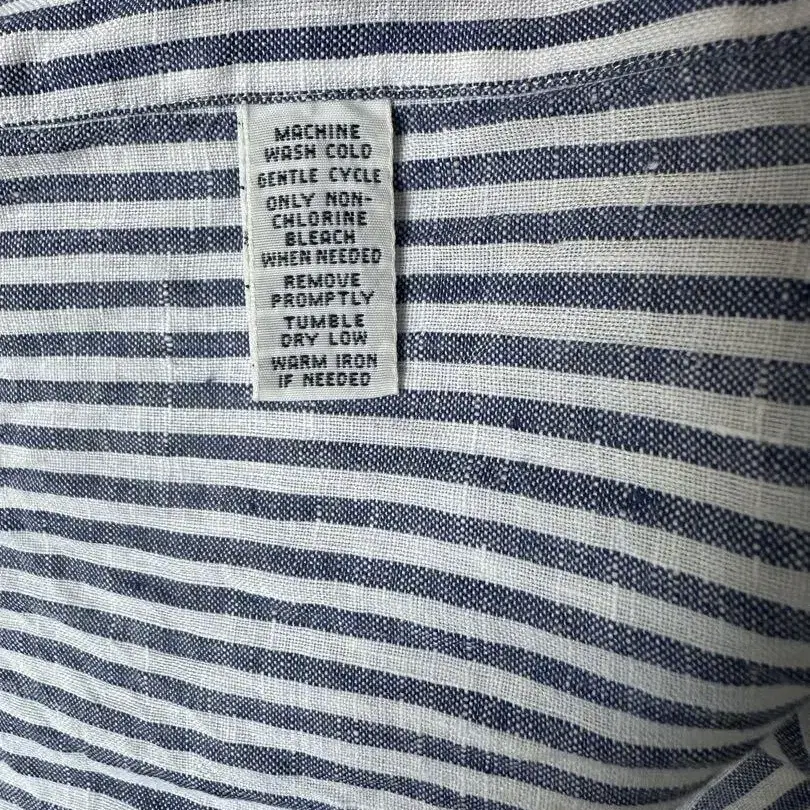 MACHINE
WASH COLD
GENTLE CYCLE
ONLY NON-
CHLORINE
BLEACH
WHEN NEEDED
REMOVE
PROMPTLY
TUMBLE
DRY LOW
WARM IRON
IF NEEDED